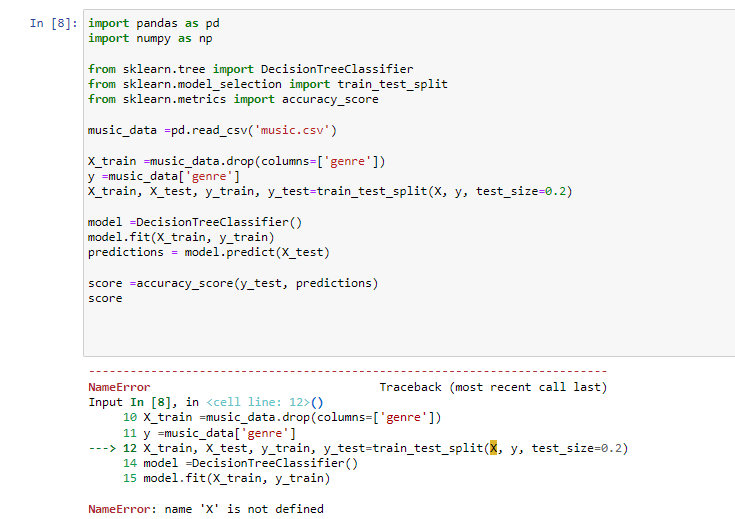 In [8]: import pandas as pd
import numpy as np
from sklearn.tree import DecisionTreeClassifier
from sklearn.model_selection import train_test_split
from sklearn.metrics import accuracy_score
music_data =pd.read_csv('music.csv')
X_train =music_data.drop(columns=['genre'])
y =music_data['genre']
X_train, X_test, y_train, y_test=train_test_split(X, y, test_size=0.2)
model =DecisionTreeClassifier()
model.fit(X_train, y_train)
predictions = model.predict(X_test)
score =accuracy_score(y_test, predictions)
score
---------------------------------------------------------------------------
NameError Traceback (most recent call last)
Input In [8], in <cell line: 12>()
10 X_train =music_data.drop(columns=['genre'])
11 y =music_data['genre']
---> 12 X_train, X_test, y_train, y_test=train_test_split(X, y, test_size=0.2)
14 model =DecisionTreeClassifier()
15 model.fit(X_train, y_train)
NameError: name 'X' is not defined